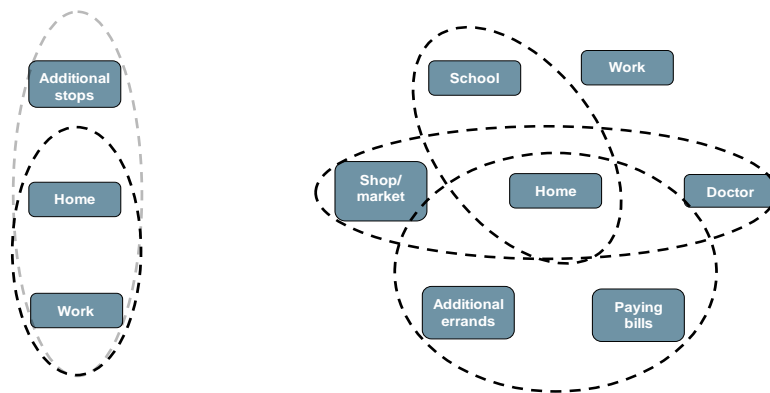 Additional
stops
Home
Work
School
Work
Shop/
market
Home
Doctor
Additional
errands
Paying
bills